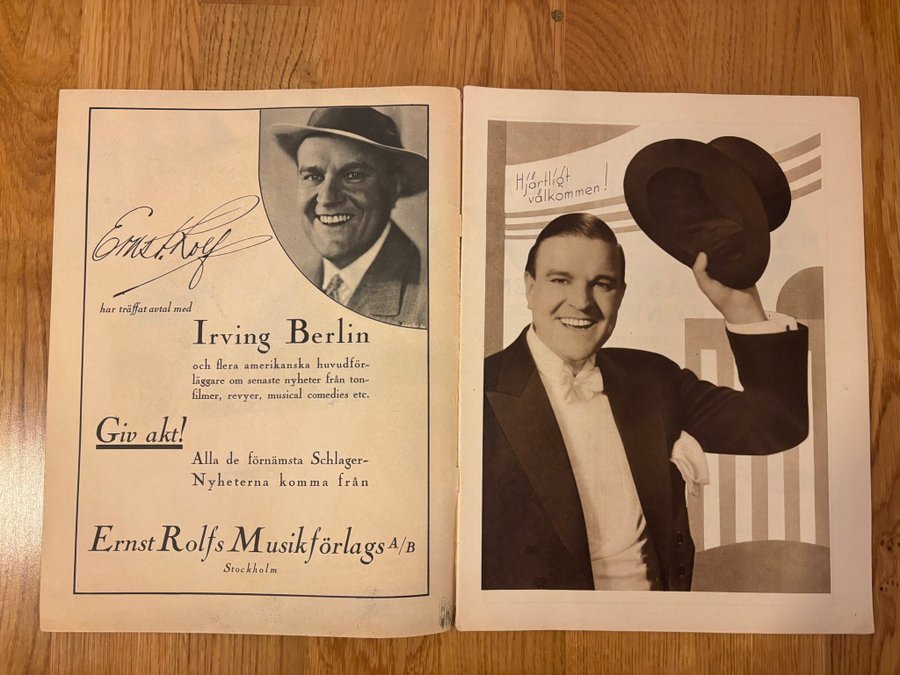 Ernst Rolf
har träffat avtal med
Irving Berlin
och flera amerikanska huvudför-
läggare om senaste nyheter från ton-
filmer, revyer, musical comedies etc.
Giv akt!
Alla de förnämsta Schlager-
Nyheterna komma från
Ernst Rolfs Musikförlags A/B
Stockholm
Hjärtligt
välkommen!